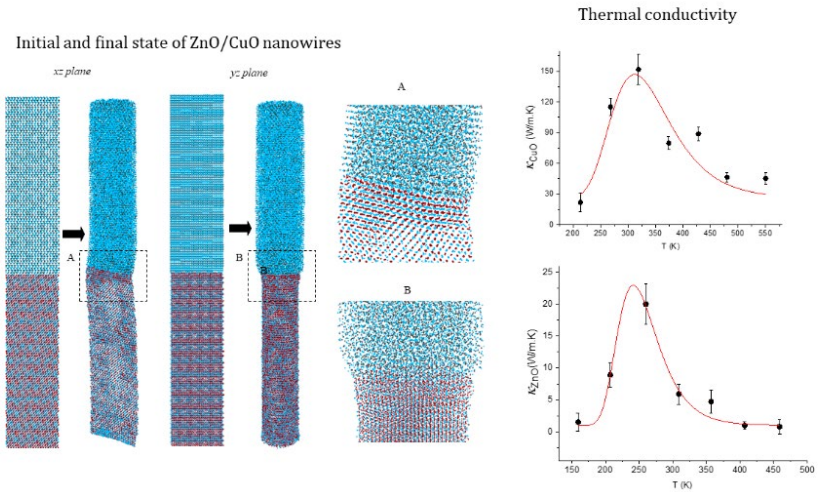 Thermal conductivity
Initial and final state of ZnO/CuO nanowires
xz plane
yz plane
A
B
B
A
B
150
120
90
60
30
κCuO (W/m.K)
200 250 300 350 400 450 500 550
T (K)
25
20
15
10
5
0
κZnO(W/m.K)
150 200 250 300 350 400 450 500
T (K)